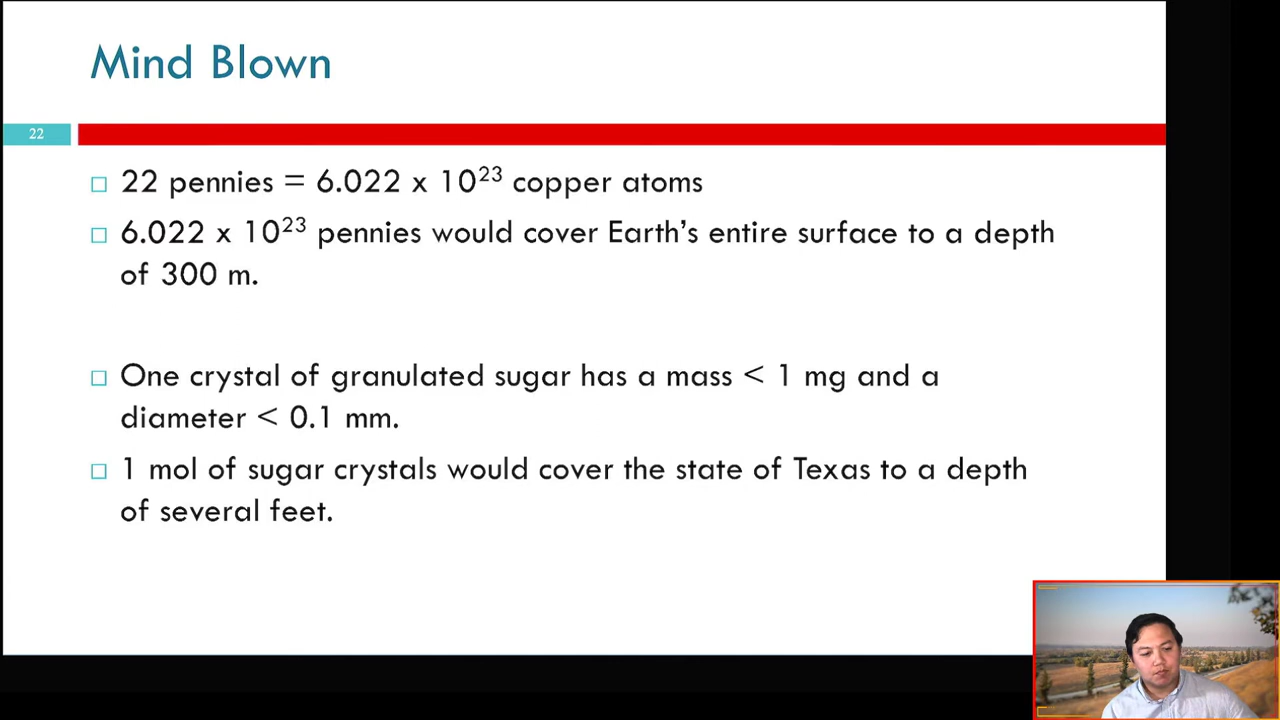 Mind Blown
22
22 pennies = 6.022 x 10²³ copper atoms
6.022 x 10²³ pennies would cover Earth's entire surface to a depth
of 300 m.
One crystal of granulated sugar has a mass < 1 mg and a
diameter < 0.1 mm.
1 mol of sugar crystals would cover the state of Texas to a depth
of several feet.